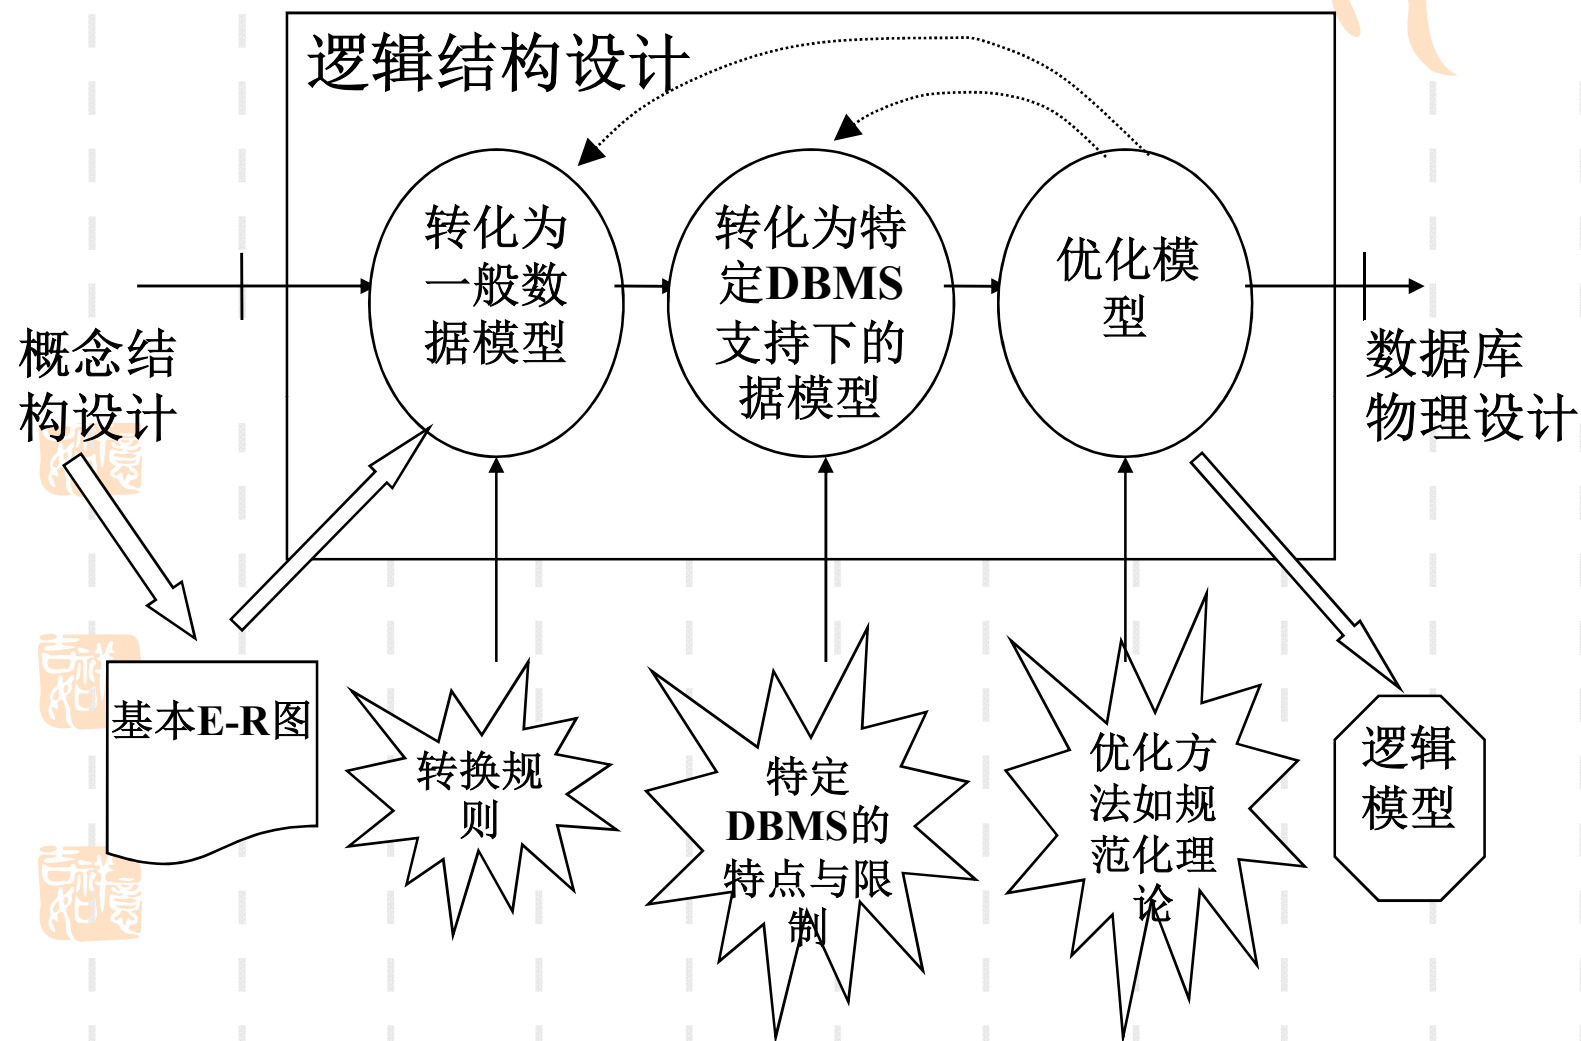 逻辑结构设计
转化为
一般数
据模型
转化为特
定DBMS
支持下的
据模型
优化模
型
概念结
构设计
数据库
物理设计
基本E-R图
转换规
则
特定
DBMS的
特点与限
制
优化方
法如规
范化理
论
逻辑
模型